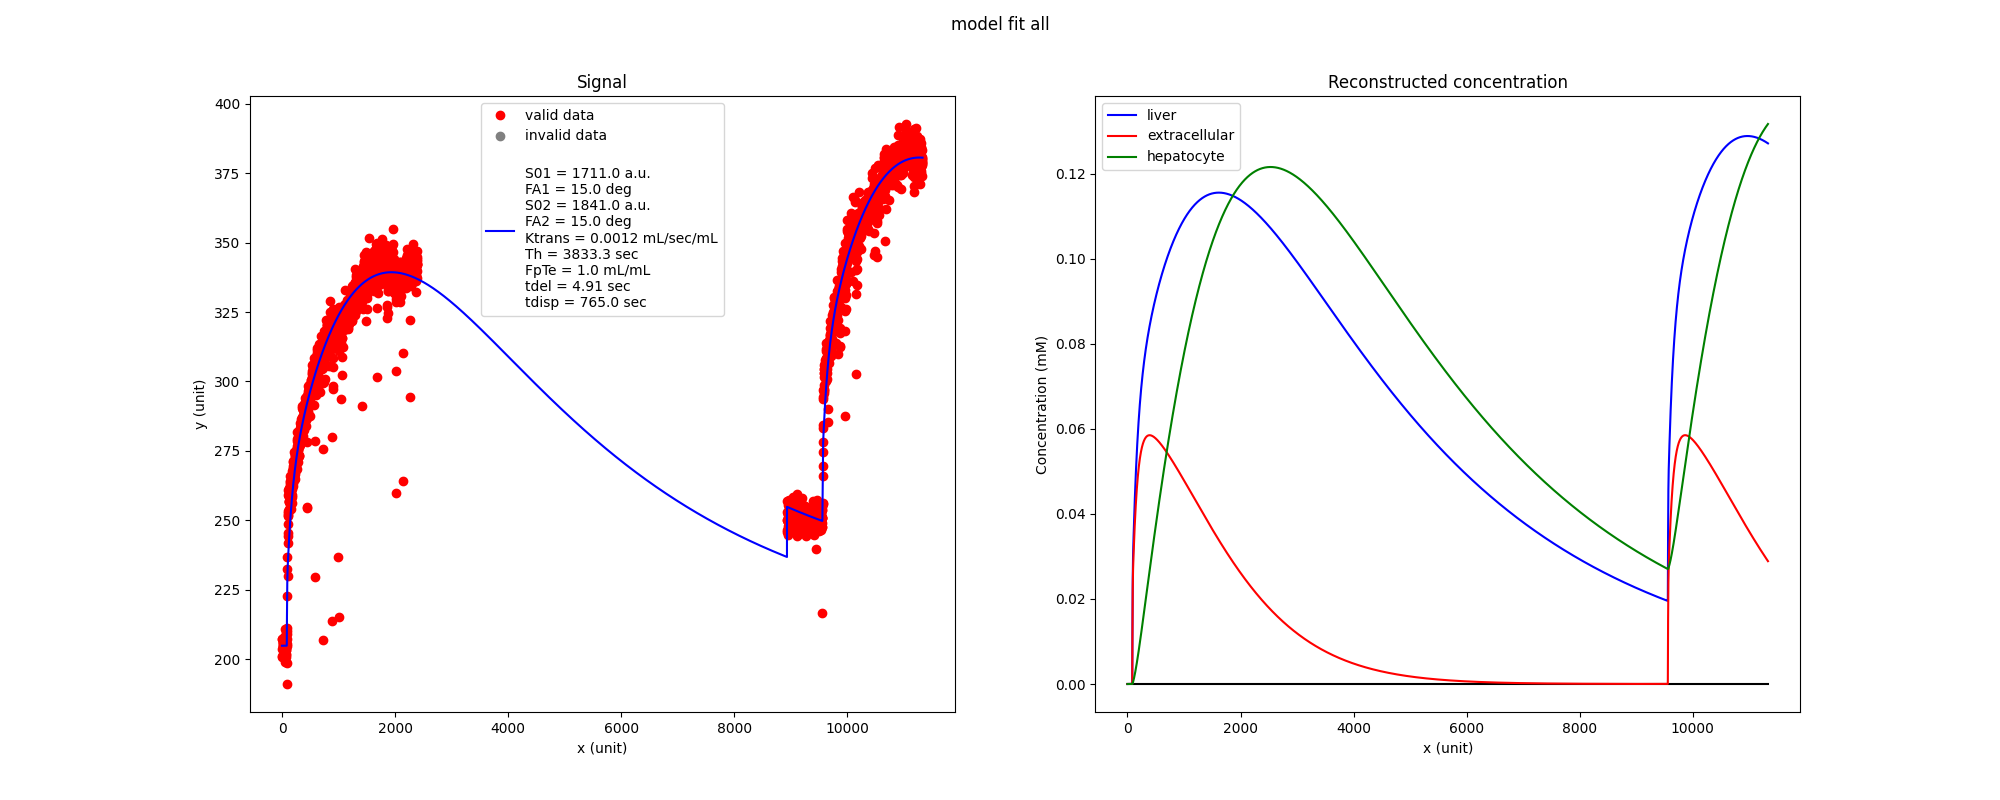 model fit all
Signal
400
375
350
325
300
275
250
225
200
y (unit)
0
2000
4000
6000
8000
10000
x (unit)
valid data
invalid data
S01 = 1711.0 a.u.
FA1 = 15.0 deg
S02 = 1841.0 a.u.
FA2 = 15.0 deg
Ktrans = 0.0012 mL/sec/mL
Th = 3833.3 sec
FpTe = 1.0 mL/mL
tdel = 4.91 sec
tdisp = 765.0 sec
Reconstructed concentration
liver
extracellular
hepatocyte
0.12
0.10
0.08
0.06
0.04
0.02
0.00
Concentration (mM)
0
2000
4000
6000
8000
10000
x (unit)